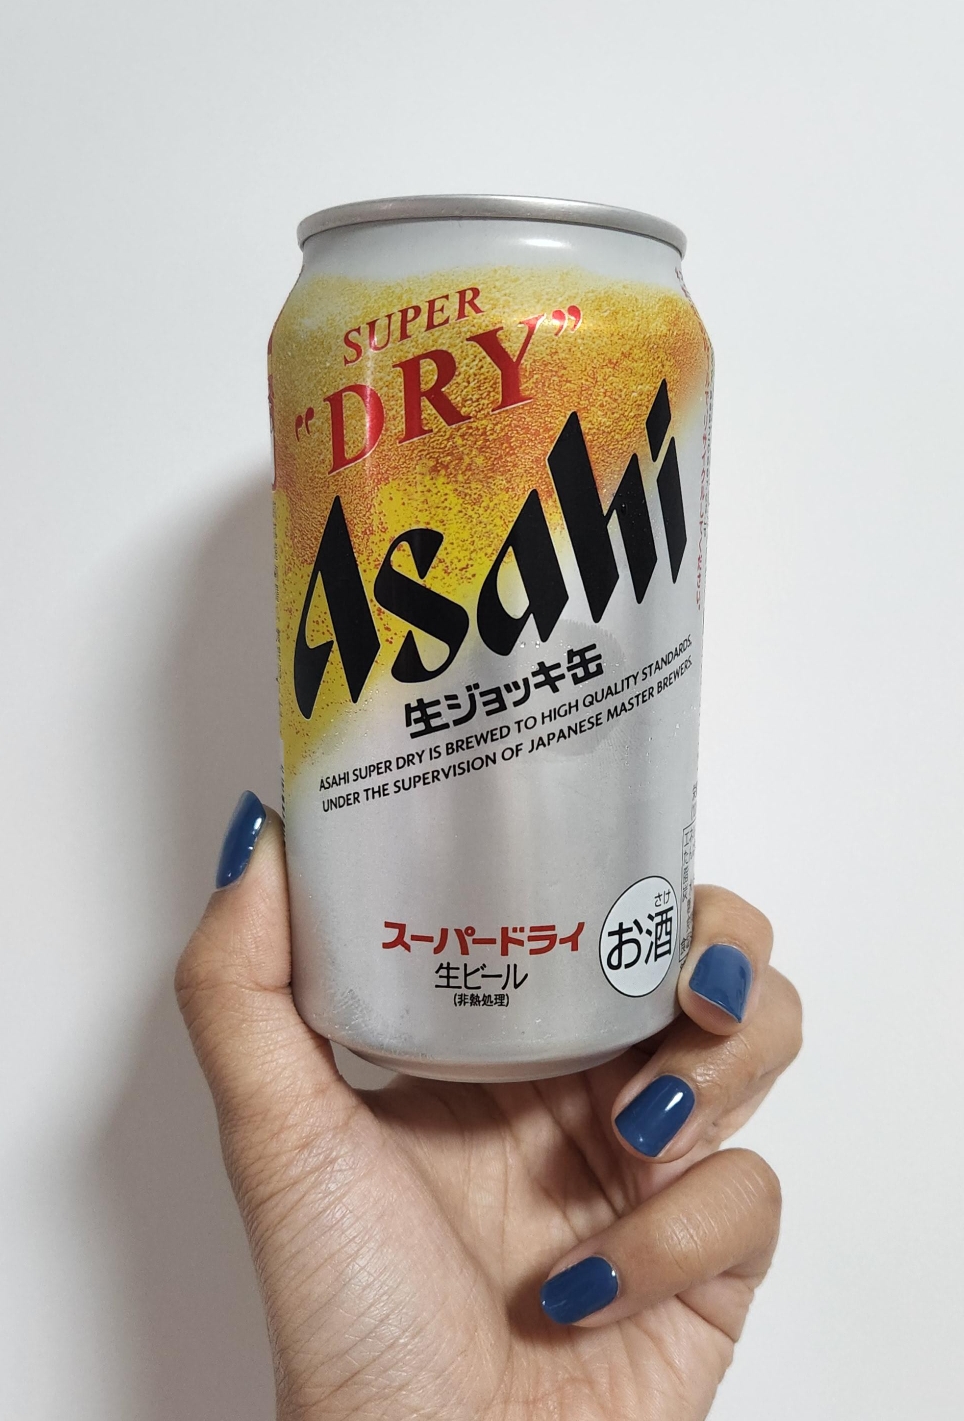 SUPER
"DRY"
Asahi
生ジョッキ缶
ASAHI SUPER DRY IS BREWED TO HIGH QUALITY STANDARDS,
UNDER THE SUPERVISION OF JAPANESE MASTER BREWERS.
スーパードライ
生ビール
(非熱処理)
さけ
お酒